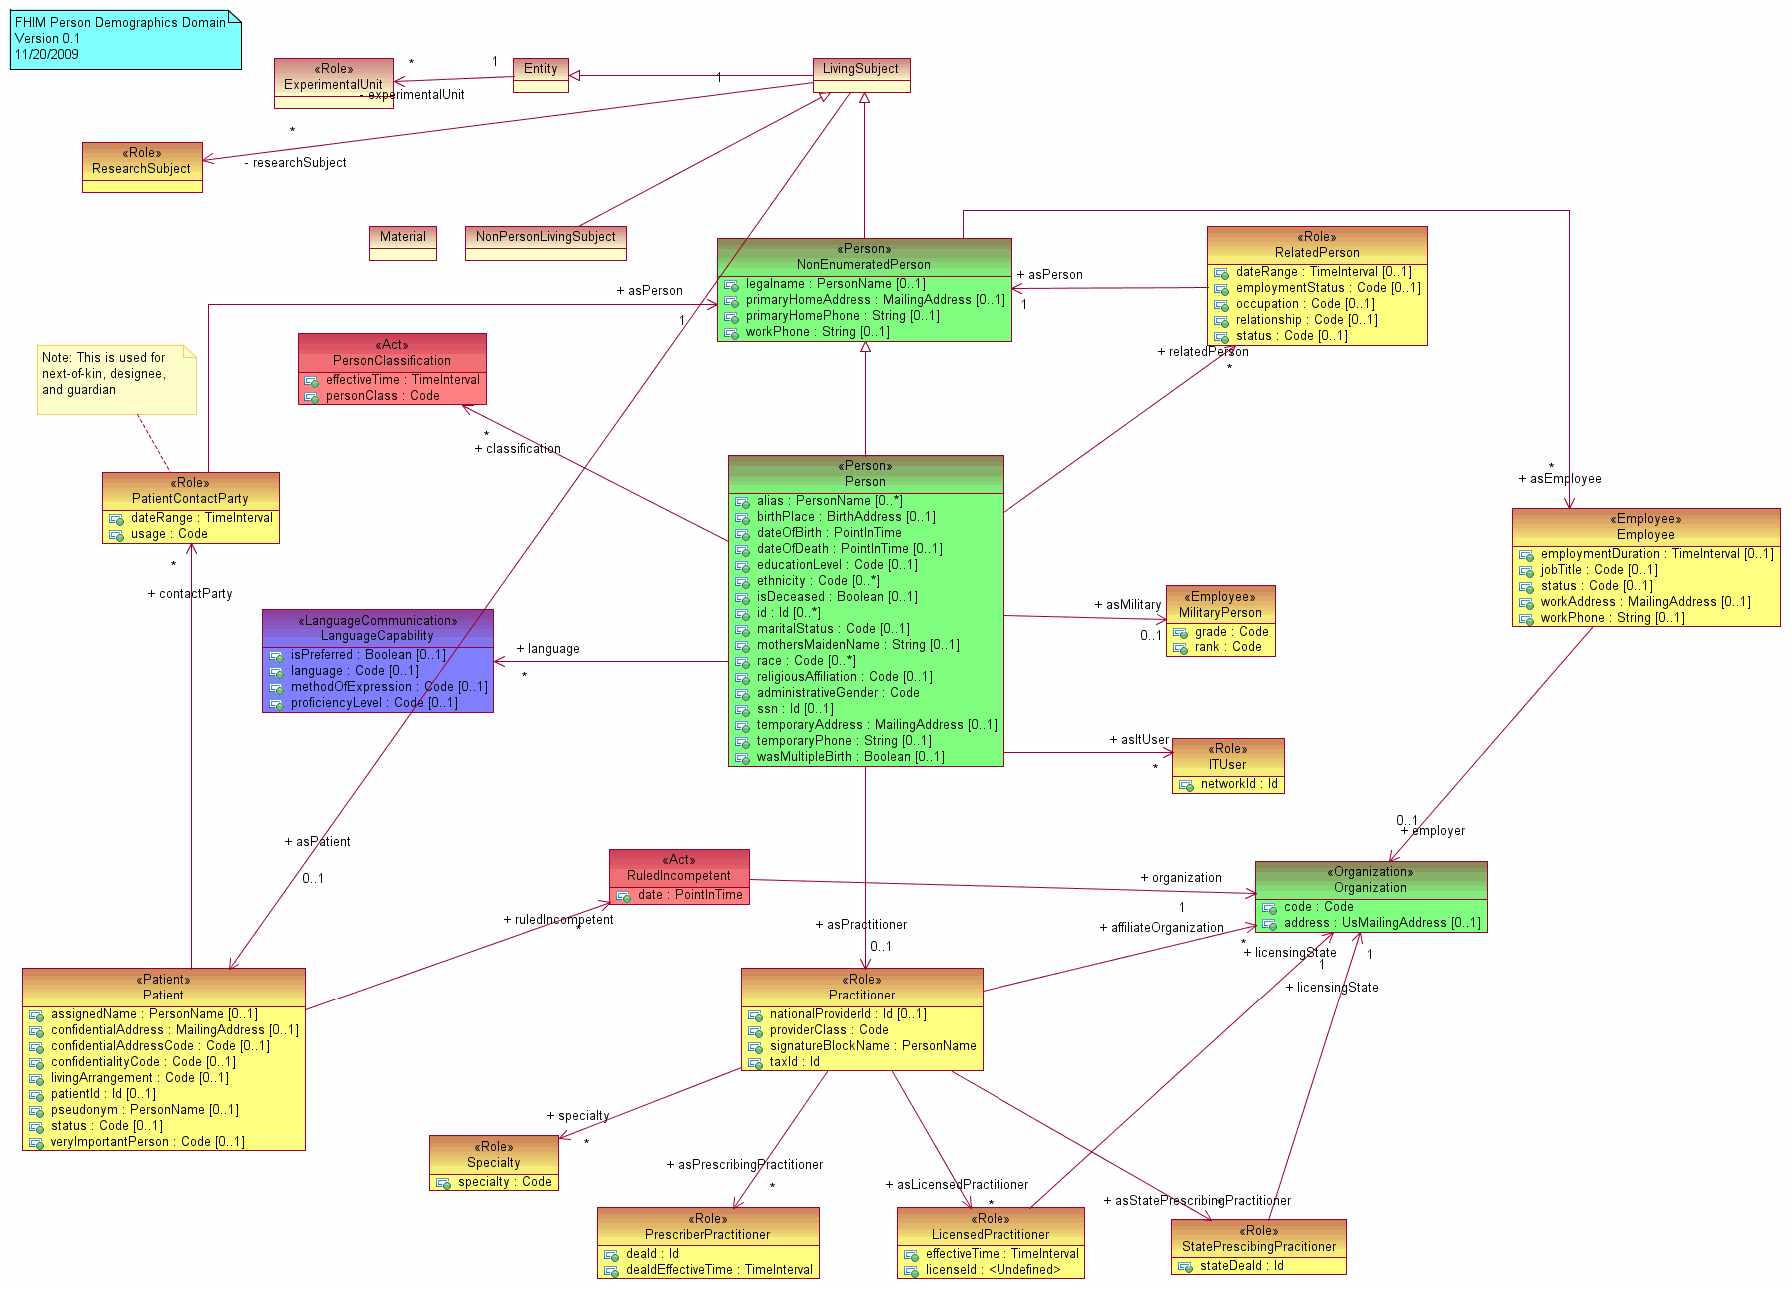 FHIM Person Demographics Domain
Version 0.1
11/20/2009
«Role»
ExperimentalUnit
*
1
- experimentalUnit
Entity
1
LivingSubject
*
- researchSubject
«Role»
ResearchSubject
Material
NonPersonLivingSubject
«Person»
NonEnumeratedPerson
legalname : PersonName [0..1]
primaryHomeAddress : MailingAddress [0..1]
primaryHomePhone : String [0..1]
workPhone : String [0..1]
+ asPerson
1
+ asPerson
1
«Role»
RelatedPerson
dateRange : TimeInterval [0..1]
employmentStatus : Code [0..1]
occupation : Code [0..1]
relationship : Code [0..1]
status : Code [0..1]
+ relatedPerson
*
Note: This is used for
next-of-kin, designee,
and guardian
«Act»
PersonClassification
effectiveTime : TimeInterval
personClass : Code
*
+ classification
«Role»
PatientContactParty
dateRange : TimeInterval
usage : Code
*
+ contactParty
«Person»
Person
alias : PersonName [0..*]
birthPlace : BirthAddress [0..1]
dateOfBirth : PointInTime
dateOfDeath : PointInTime [0..1]
educationLevel : Code [0..1]
ethnicity : Code [0..*]
isDeceased : Boolean [0..1]
id : Id [0..*]
maritalStatus : Code [0..1]
mothersMaidenName : String [0..1]
race : Code [0..*]
religiousAffiliation : Code [0..1]
administrativeGender : Code
ssn : Id [0..1]
temporaryAddress : MailingAddress [0..1]
temporaryPhone : String [0..1]
wasMultipleBirth : Boolean [0..1]
*
+ asEmployee
«Employee»
Employee
employmentDuration : TimeInterval [0..1]
jobTitle : Code [0..1]
status : Code [0..1]
workAddress : MailingAddress [0..1]
workPhone : String [0..1]
+ asMilitary
0..1
«Employee»
MilitaryPerson
grade : Code
rank : Code
«LanguageCommunication»
LanguageCapability
isPreferred : Boolean [0..1]
language : Code [0..1]
methodOfExpression : Code [0..1]
proficiencyLevel : Code [0..1]
+ language
*
+ asItUser
*
«Role»
ITUser
networkId : Id
0..1
+ employer
+ asPatient
0..1
«Act»
RuledIncompetent
date : PointInTime
+ ruledIncompetent
*
+ organization
1
«Organization»
Organization
code : Code
address : UsMailingAddress [0..1]
+ asPractitioner
0..1
+ affiliateOrganization
*
+ licensingState
1
1
+ licensingState
«Patient»
Patient
assignedName : PersonName [0..1]
confidentialAddress : MailingAddress [0..1]
confidentialAddressCode : Code [0..1]
confidentialityCode : Code [0..1]
livingArrangement : Code [0..1]
patientId : Id [0..1]
pseudonym : PersonName [0..1]
status : Code [0..1]
veryImportantPerson : Code [0..1]
«Role»
Practitioner
nationalProviderId : Id [0..1]
providerClass : Code
signatureBlockName : PersonName
taxId : Id
+ specialty
*
«Role»
Specialty
specialty : Code
+ asPrescribingPractitioner
*
«Role»
PrescriberPractitioner
deaId : Id
deaIdEffectiveTime : TimeInterval
+ asLicensedPractitioner
*
«Role»
LicensedPractitioner
effectiveTime : TimeInterval
licenseId : <Undefined>
+ asStatePrescribingPractitioner
*
«Role»
StatePrescibingPracitioner
stateDeaId : Id